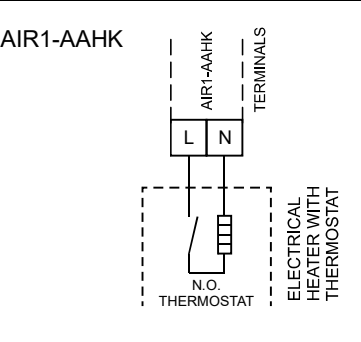 AIR1-AAHK
AIR1-AAHK
TERMINALS
L N
N.O.
THERMOSTAT
ELECTRICAL
HEATER WITH
THERMOSTAT